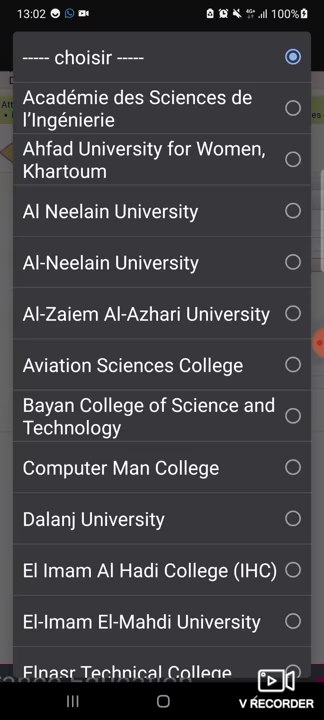 13:02
4G+ 100%
----- choisir -----
Académie des Sciences de
l'Ingénierie
Ahfad University for Women,
Khartoum
Al Neelain University
Al-Neelain University
Al-Zaiem Al-Azhari University
Aviation Sciences College
Bayan College of Science and
Technology
Computer Man College
Dalanj University
El Imam Al Hadi College (IHC)
El-Imam El-Mahdi University
Elnasr Technical College
V RECORDER